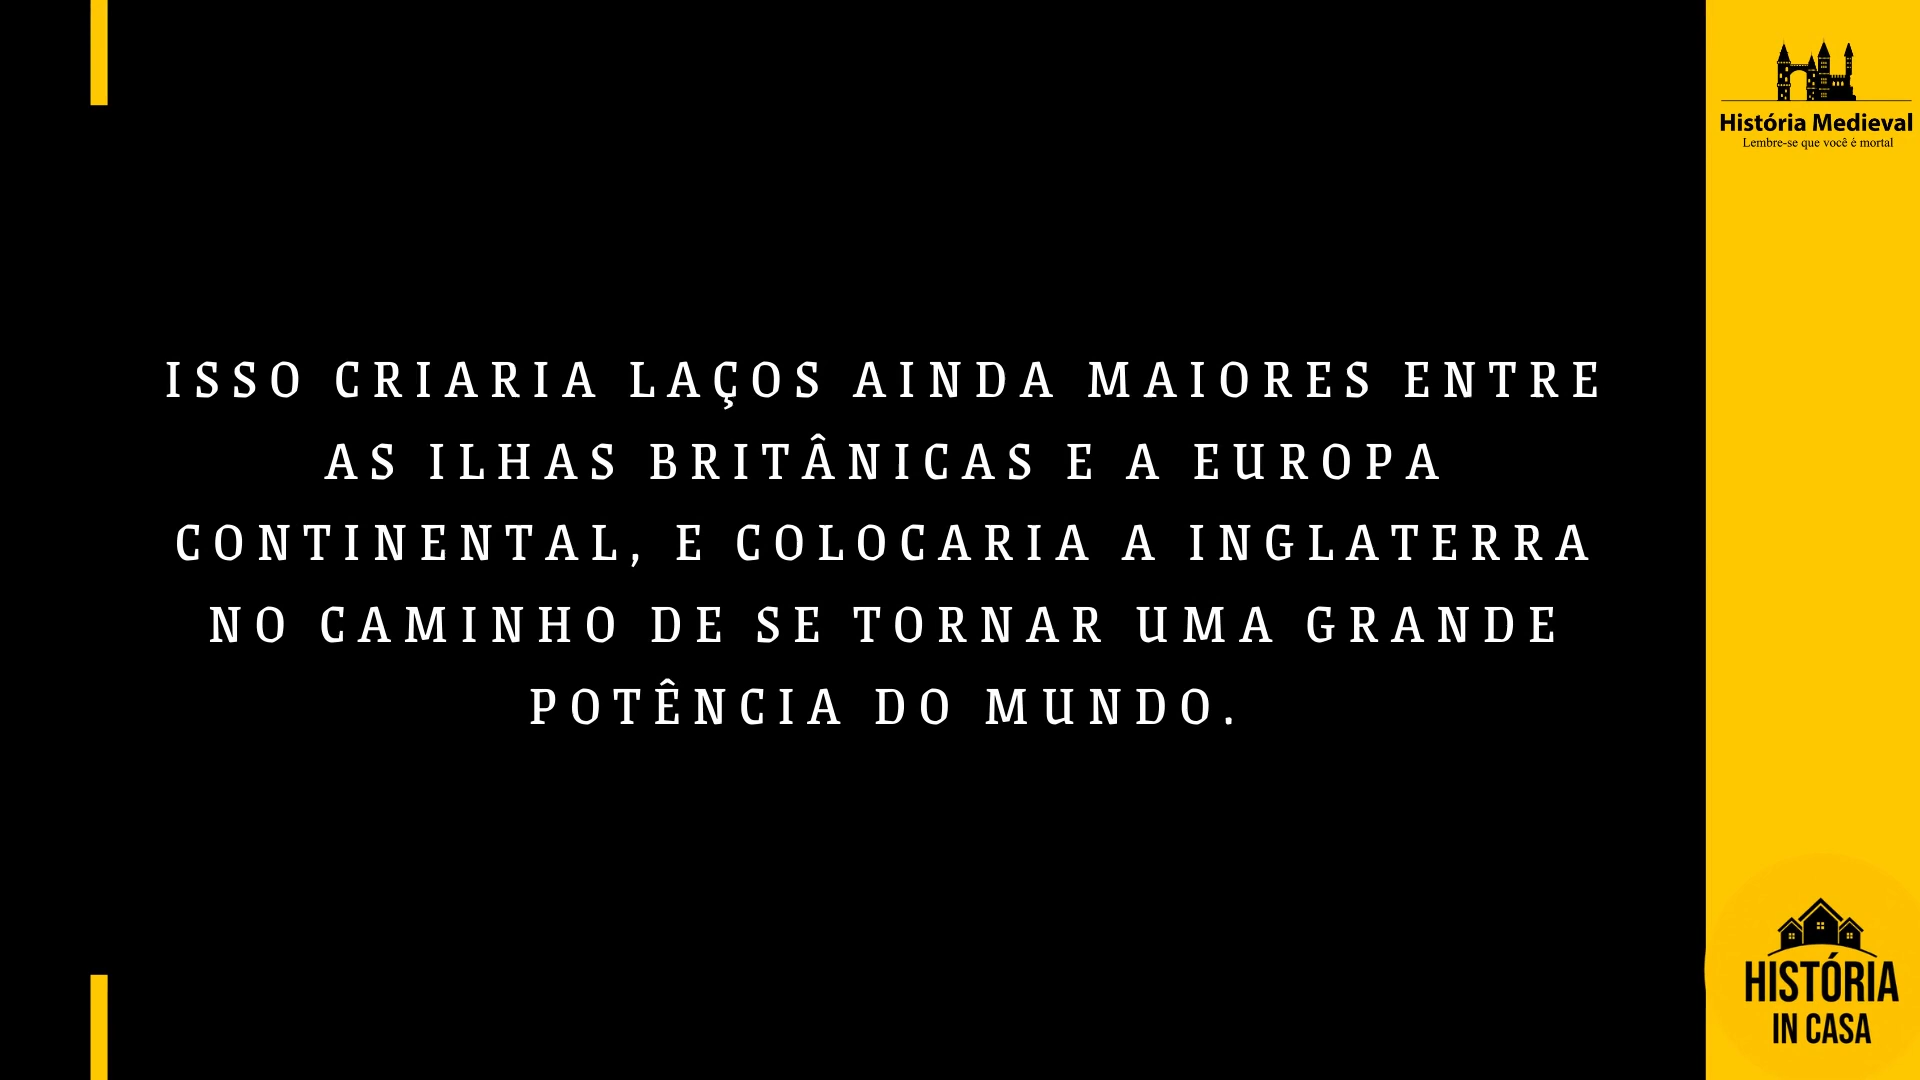 ISSO CRIARIA LAÇOS AINDA MAIORES ENTRE
AS ILHAS BRITÂNICAS E A EUROPA
CONTINENTAL, E COLOCARIA A INGLATERRA
NO CAMINHO DE SE TORNAR UMA GRANDE
POTÊNCIA DO MUNDO.
História Medieval
Lembre-se que você é mortal
HISTÓRIA
IN CASA